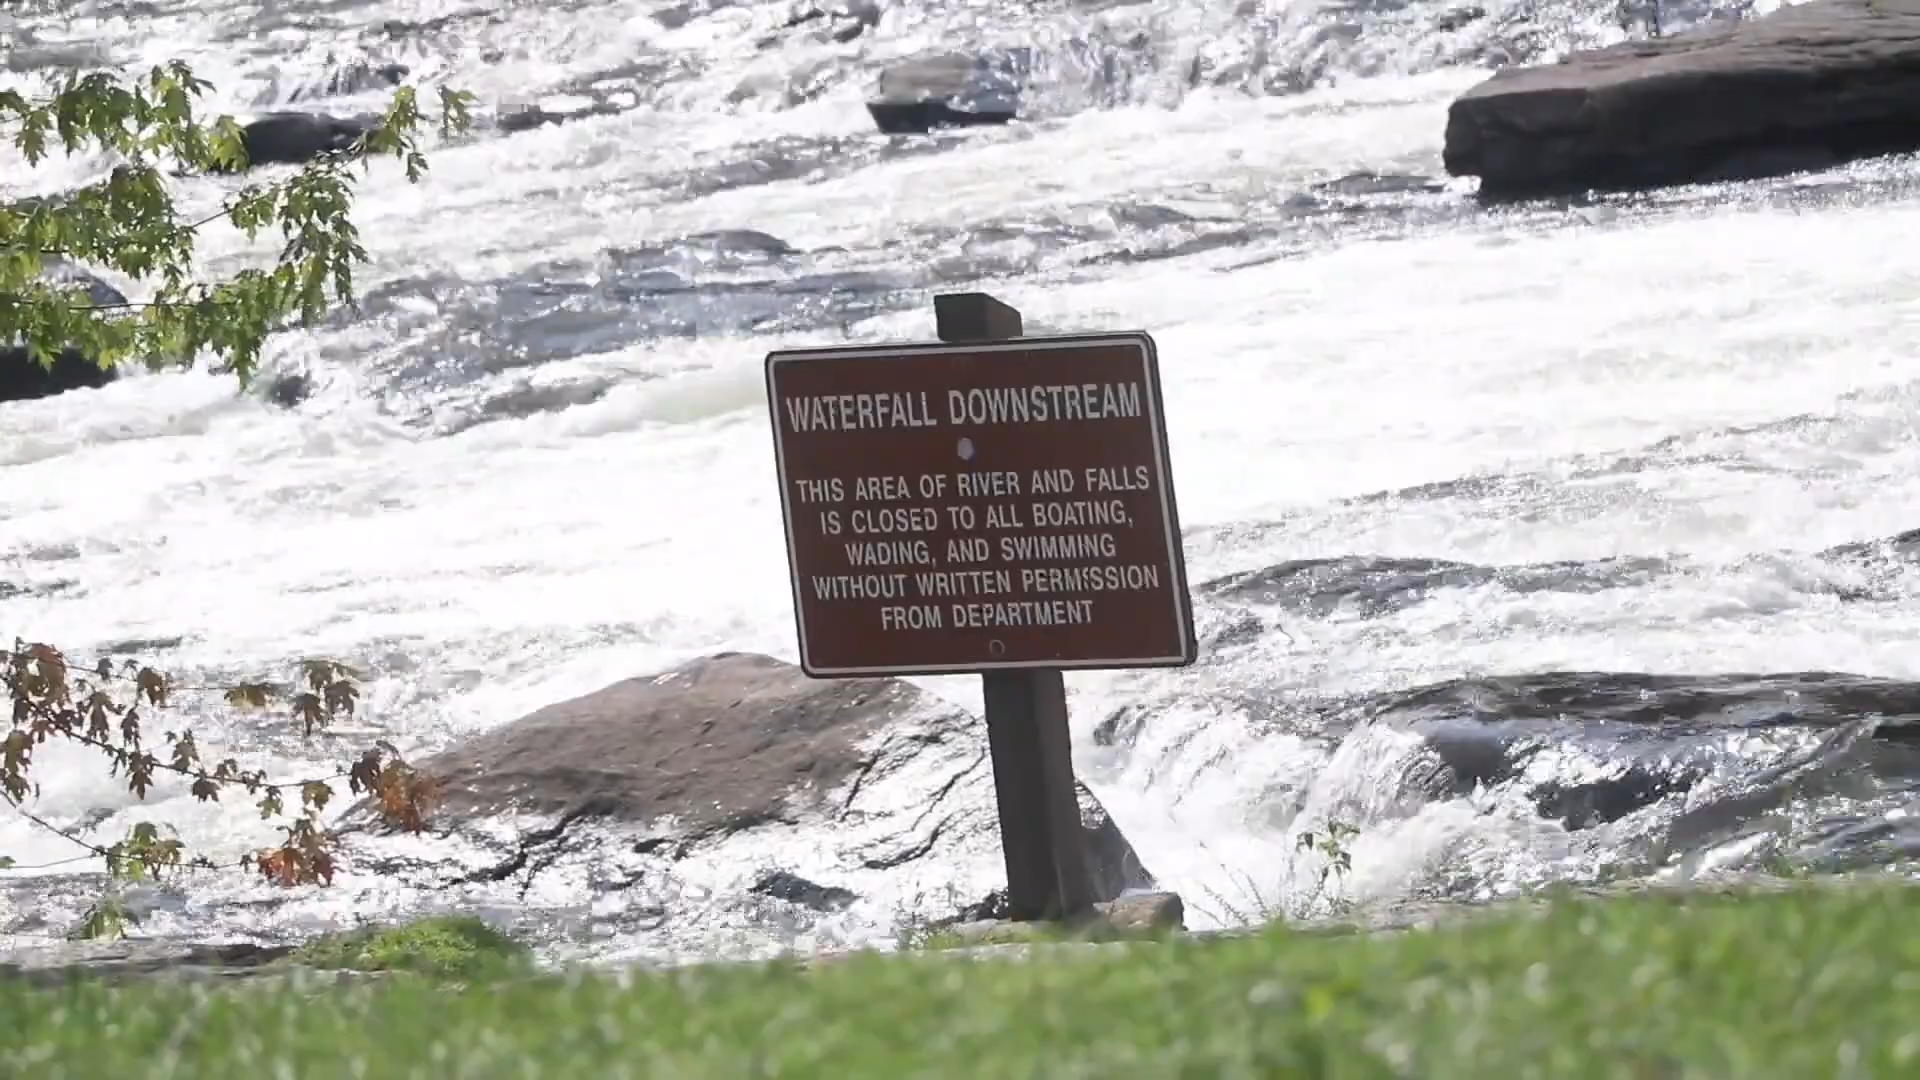 WATERFALL DOWNSTREAM
THIS AREA OF RIVER AND FALLS
IS CLOSED TO ALL BOATING,
WADING, AND SWIMMING
WITHOUT WRITTEN PERMISSION
FROM DEPARTMENT